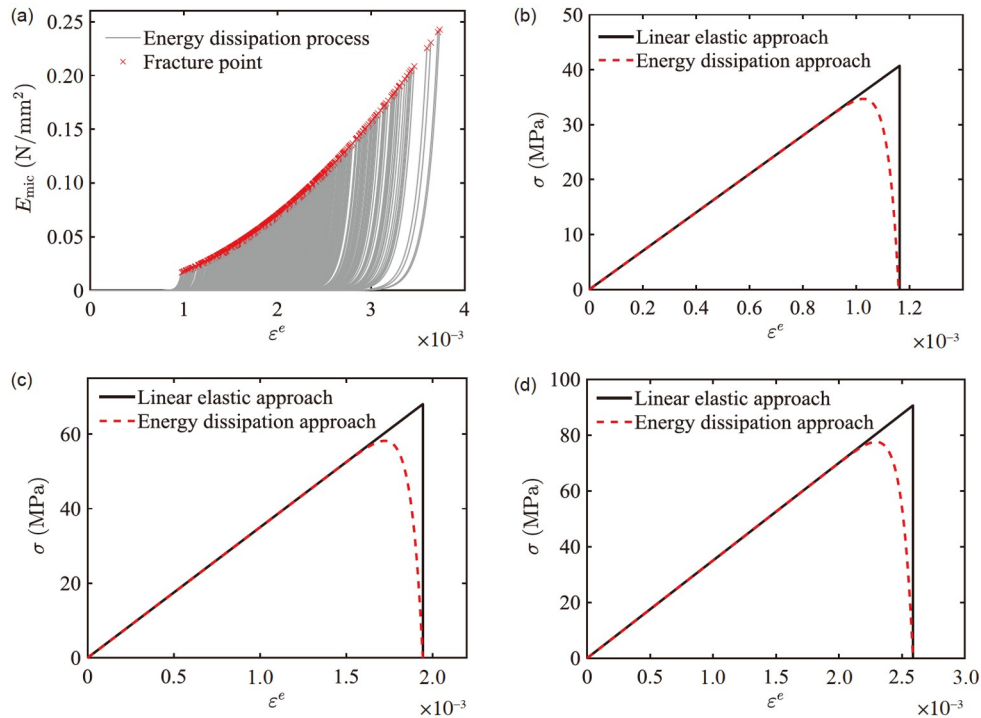 (a)
Energy dissipation process
Fracture point
E_mic (N/mm²)
0.25
0.20
0.15
0.10
0.05
0
0 1 2 3 4
×10⁻³
εᵉ
(b)
Linear elastic approach
Energy dissipation approach
σ (MPa)
50
40
30
20
10
0
0 0.2 0.4 0.6 0.8 1.0 1.2
×10⁻³
εᵉ
(c)
Linear elastic approach
Energy dissipation approach
σ (MPa)
60
40
20
0
0 0.5 1.0 1.5 2.0
×10⁻³
εᵉ
(d)
Linear elastic approach
Energy dissipation approach
σ (MPa)
100
80
60
40
20
0
0 0.5 1.0 1.5 2.0 2.5 3.0
×10⁻³
εᵉ